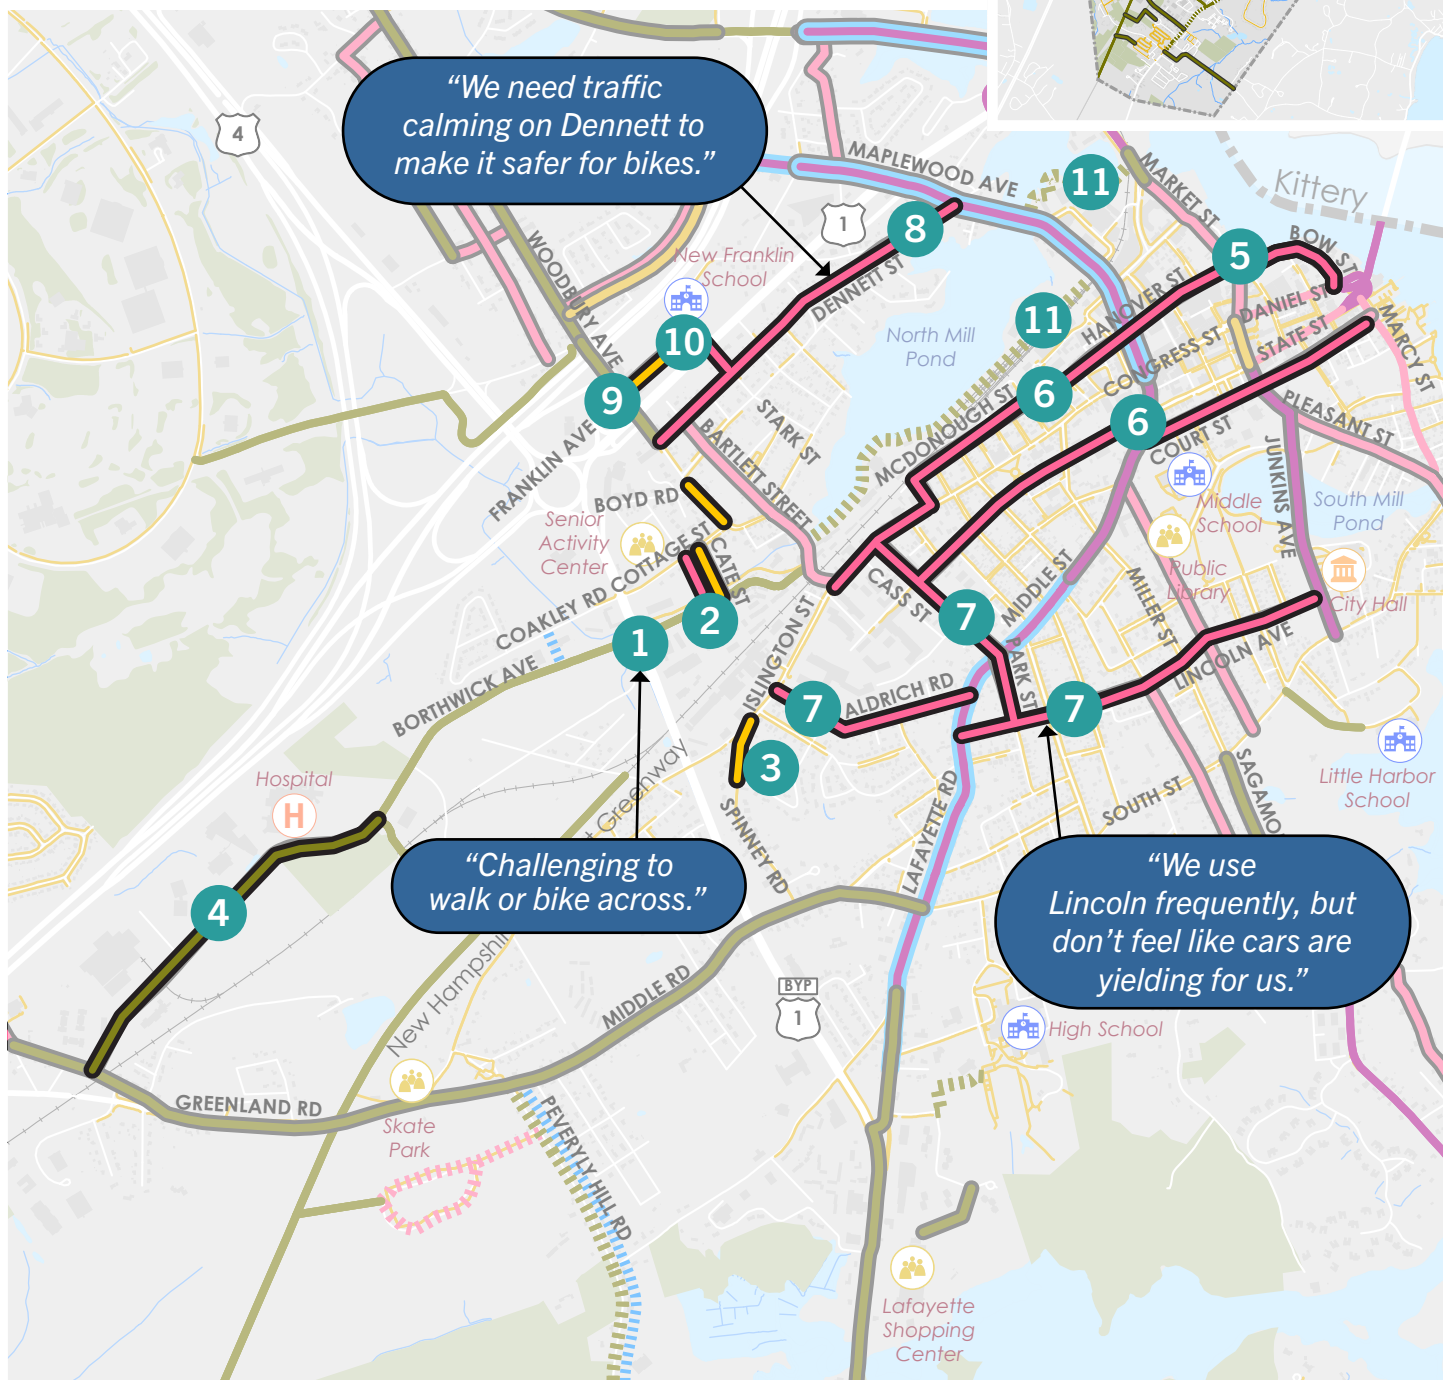 4
“We need traffic
calming on Dennett to
make it safer for bikes.”
MAPLEWOOD AVE
11
MARKET ST
Kittery
1
8
5
BOW ST
WOODBURY AVE
New Franklin
School
DENNETT ST
HANOVER ST
DANIEL ST
STATE ST
MARCY ST
10
North Mill
Pond
11
CONGRESS ST
9
6
MCDONOUGH ST
6
FRANKLIN AVE
STARK ST
BARTLETT STREET
COURT ST
PLEASANT ST
JUNKINS AVE
BOYD RD
Senior
Activity
Center
Middle
School
South Mill
Pond
COTTAGE ST
CATE ST
COAKLEY RD
Public
Library
City Hall
CASS ST
MIDDLE ST
MILLER ST
1
2
7
ISLINGTON ST
PARK ST
LINCOLN AVE
BORTHWICK AVE
7
ALDRICH RD
7
3
Hospital
H
SPINNEY RD
LAFAYETTE RD
SOUTH ST
SAGAMO
Little Harbor
School
4
“Challenging to
walk or bike across.”
“We use
Lincoln frequently, but
don’t feel like cars are
yielding for us.”
New Hampshir
t Greenway
MIDDLE RD
BYP
1
High School
GREENLAND RD
Skate
Park
PEVERYLY HILL RD
Lafayette
Shopping
Center